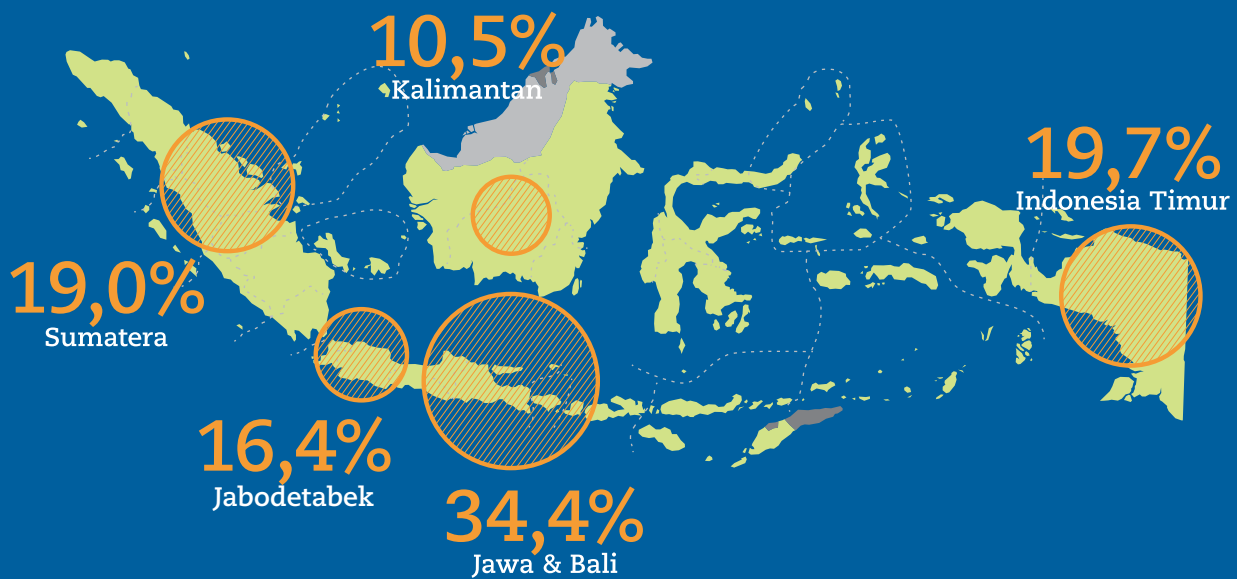 10,5%
Kalimantan
19,7%
Indonesia Timur
19,0%
Sumatera
16,4%
Jabodetabek
34,4%
Jawa & Bali